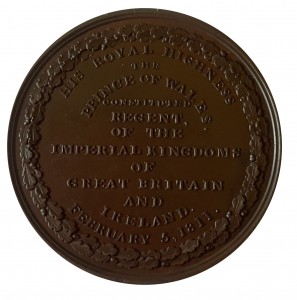 HIS ROYAL HIGHNESS
THE
PRINCE OF WALES,
CONSTITUTED
REGENT,
OF THE
IMPERIAL KINGDOMS
OF
GREAT BRITAIN
AND
IRELAND.
FEBRUARY 5, 1811.